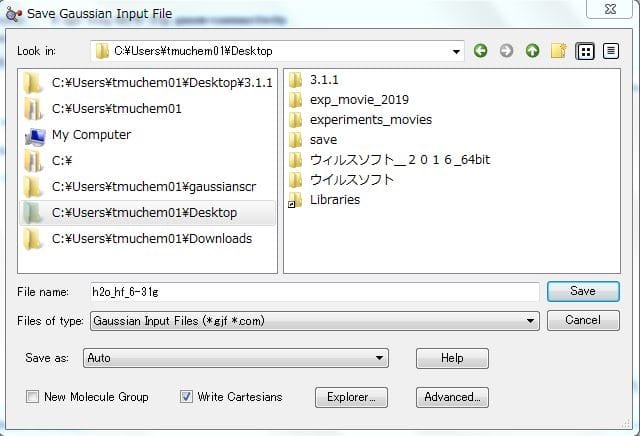 Save Gaussian Input File
Look in:
C:¥Users¥tmuchem01¥Desktop
C:¥Users¥tmuchem01¥Desktop¥3.1.1
C:¥Users¥tmuchem01
My Computer
C:¥
C:¥Users¥tmuchem01¥gaussianscr
C:¥Users¥tmuchem01¥Desktop
C:¥Users¥tmuchem01¥Downloads
3.1.1
exp_movie_2019
experiments_movies
save
ウィルスソフト__２０１６_64bit
ウイルスソフト
Libraries
File name:
h2o_hf_6-31g
Save
Files of type:
Gaussian Input Files (*.gjf *.com)
Cancel
Save as:
Auto
Help
New Molecule Group
Write Cartesians
Explorer...
Advanced...